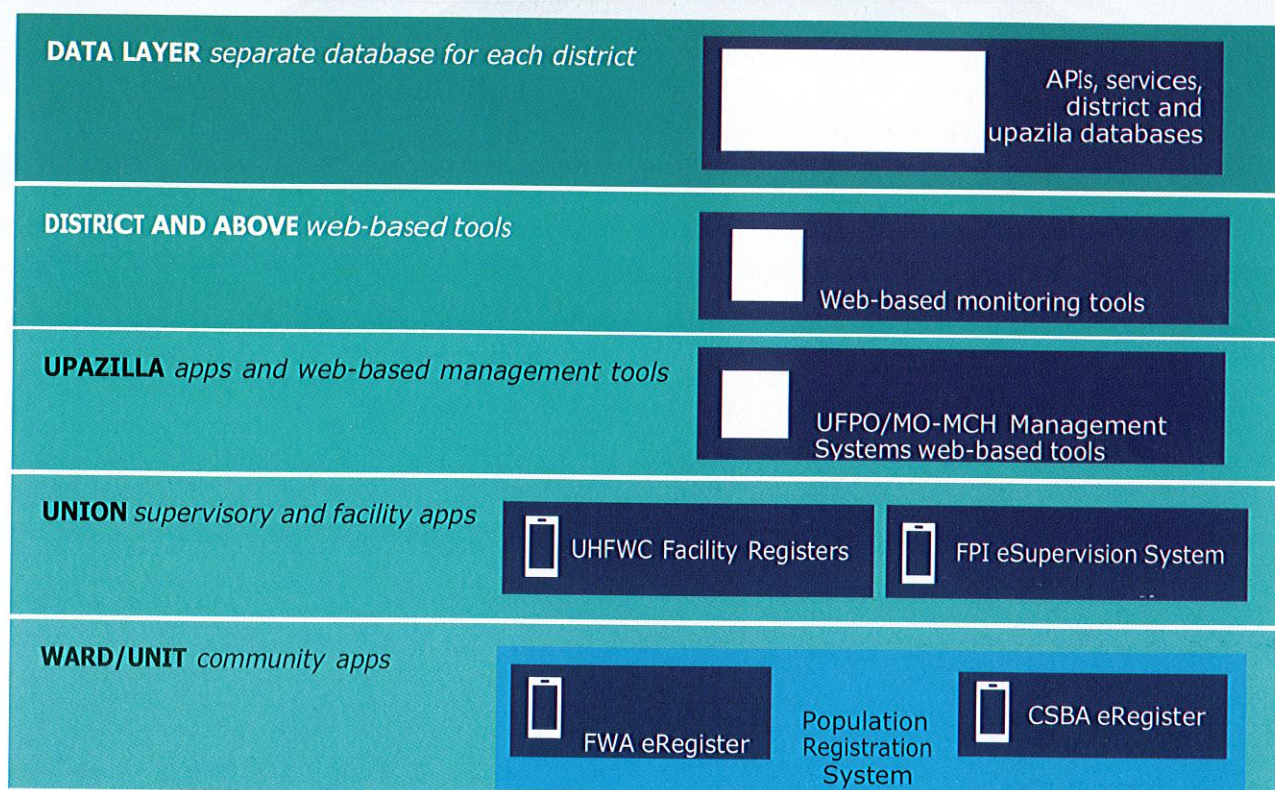 DATA LAYER separate database for each district
APIs, services,
district and
upazila databases
DISTRICT AND ABOVE web-based tools
Web-based monitoring tools
UPAZILLA apps and web-based management tools
UFPO/MO-MCH Management
Systems web-based tools
UNION supervisory and facility apps
UHFWC Facility Registers
FPI eSupervision System
WARD/UNIT community apps
FWA eRegister
Population
Registration
System
CSBA eRegister